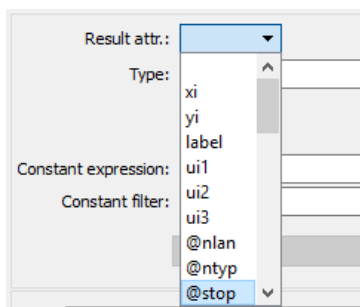 Result attr.:
Type:
xi
yi
label
Constant expression:
ui1
ui2
Constant filter:
ui3
@nlan
@ntyp
@stop